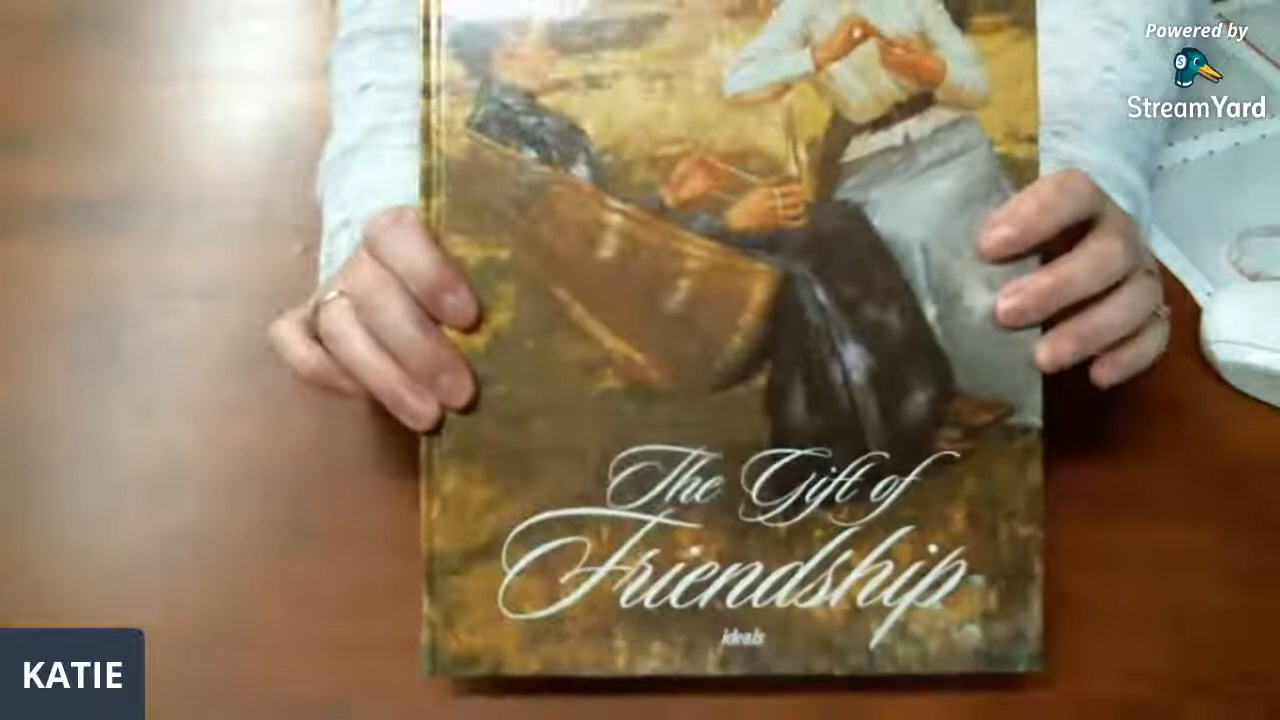 Powered by
StreamYard
The Gift of
Friendship
ideals
KATIE